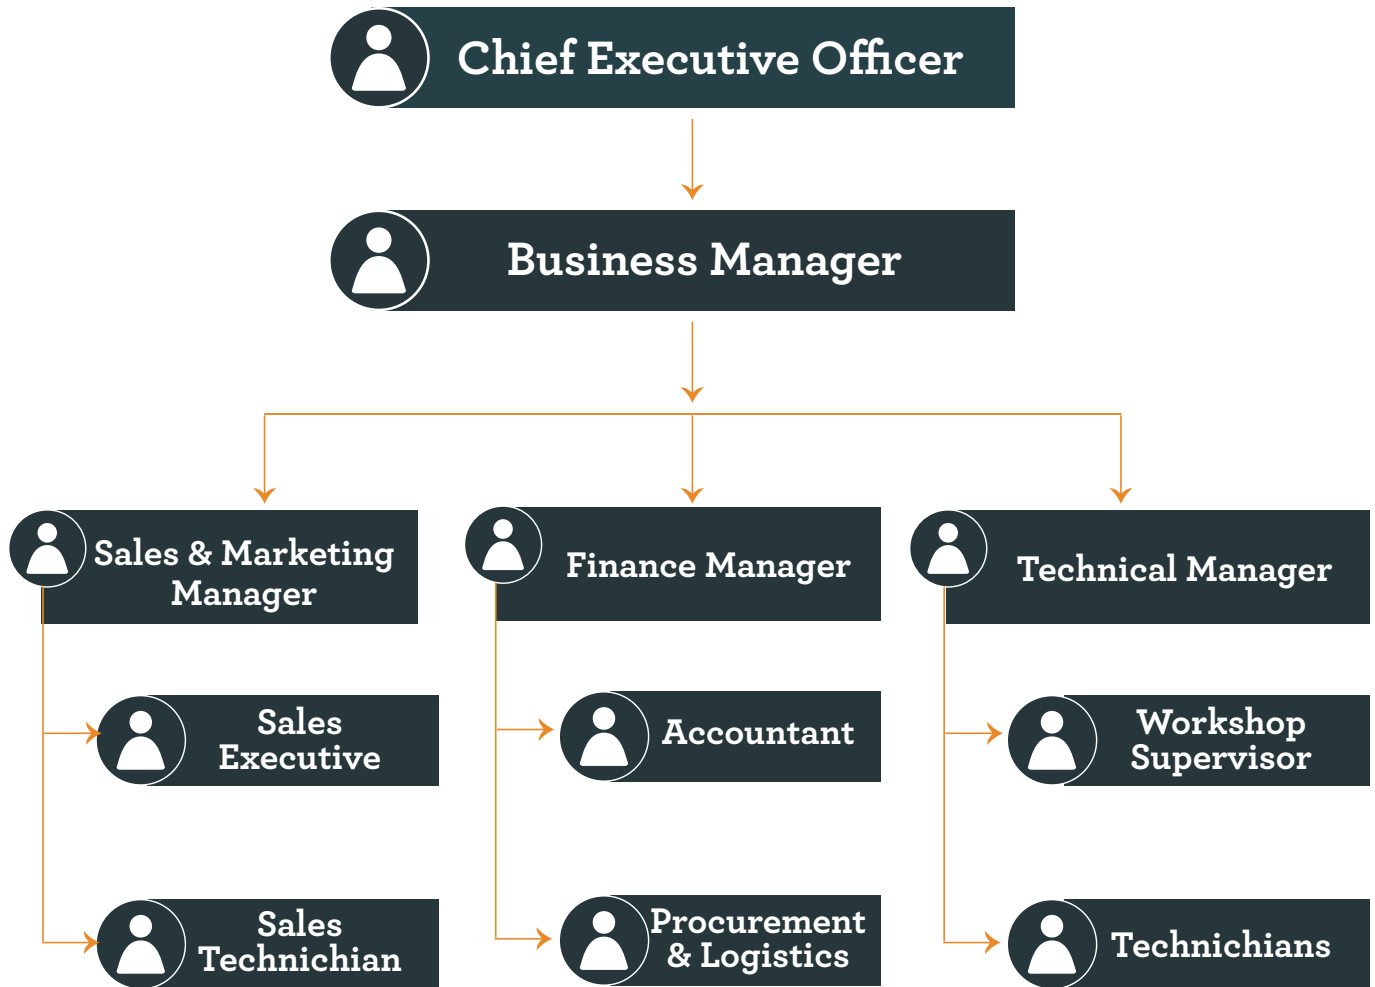 Chief Executive Officer
Business Manager
Sales & Marketing
Manager
Finance Manager
Technical Manager
Sales
Executive
Accountant
Workshop
Supervisor
Sales
Technichian
Procurement
& Logistics
Technichians